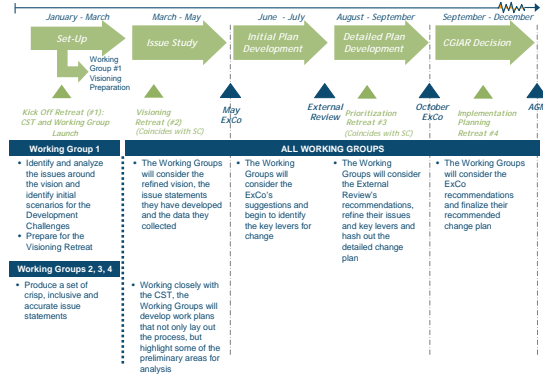 January - March
March - May
June - July
August - September
September - December
Set-Up
Issue Study
Initial Plan
Development
Detailed Plan
Development
CGIAR Decision
Working
Group #1
Visioning
Preparation
Kick Off Retreat (#1):
CST and Working Group
Launch
Visioning
Retreat (#2)
(Coincides with SC)
May
ExCo
External
Review
Prioritization
Retreat #3
(Coincides with SC)
October
ExCo
Implementation
Planning
Retreat #4
AGM
Working Group 1
ALL WORKING GROUPS
• Identify and analyze
the issues around
the vision and
identify initial
scenarios for the
Development
Challenges
• Prepare for the
Visioning Retreat
• The Working Groups
will consider the
refined vision, the
issue statements
they have developed
and the data they
collected
• The Working
Groups will
consider the
ExCo's
suggestions and
begin to identify
the key levers for
change
• The Working
Groups will consider
the External
Review's
recommendations,
refine their issues
and key levers and
hash out the
detailed change
plan
• The Working Groups
will consider the
ExCo
recommendations
and finalize their
recommended
change plan
Working Groups 2, 3, 4
• Produce a set of
crisp, inclusive and
accurate issue
statements
• Working closely with
the CST, the
Working Groups will
develop work plans
that not only lay out
the process, but
highlight some of the
preliminary areas for
analysis